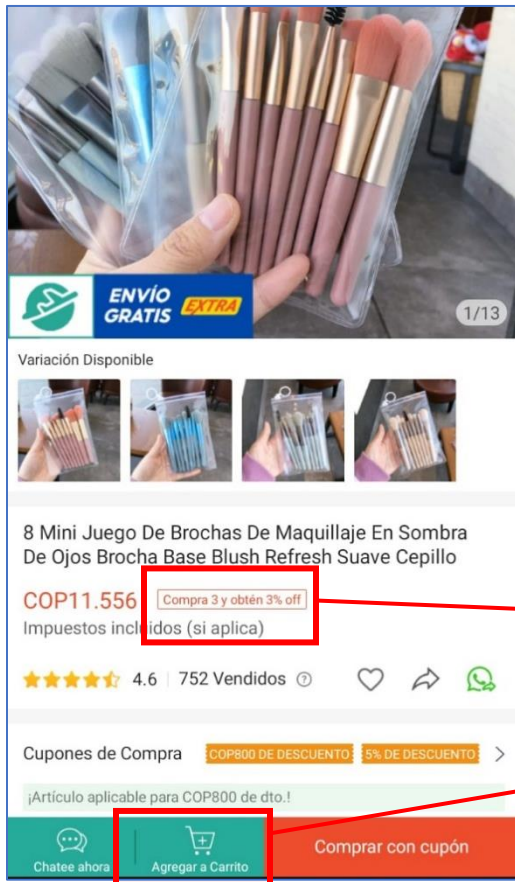 ENVÍO
GRATIS EXTRA
1/13
Variación Disponible
8 Mini Juego De Brochas De Maquillaje En Sombra
De Ojos Brocha Base Blush Refresh Suave Cepillo
COP11.556 Compra 3 y obtén 3% off
Impuestos incluidos (si aplica)
4.6 752 Vendidos ?
Cupones de Compra COP800 DE DESCUENTO 5% DE DESCUENTO >
¡Artículo aplicable para COP800 de dto.!
Chatee ahora Agregar a Carrito Comprar con cupón